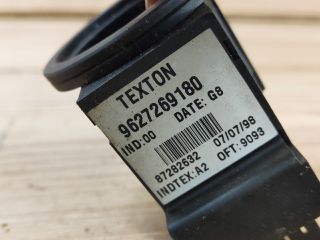 TEXTON
9627269180
IND:00 DATE: G8
87282632 07/07/98
INDTEX:A2 OFT:9093